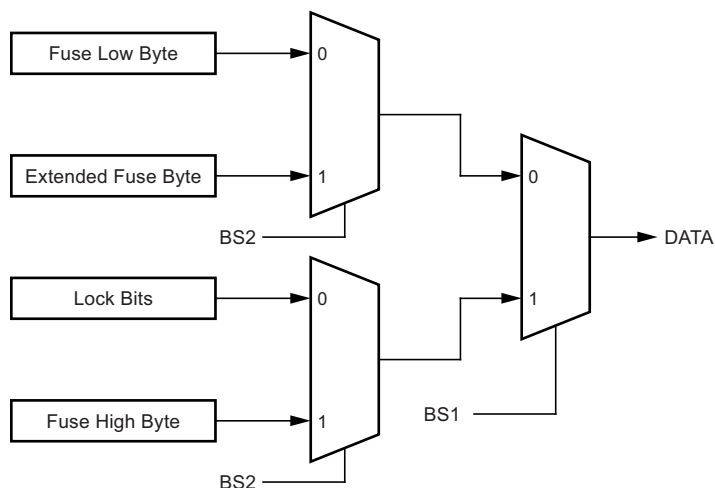 Fuse Low Byte
0
Extended Fuse Byte
1
BS2
0
DATA
Lock Bits
0
1
Fuse High Byte
1
BS1
BS2